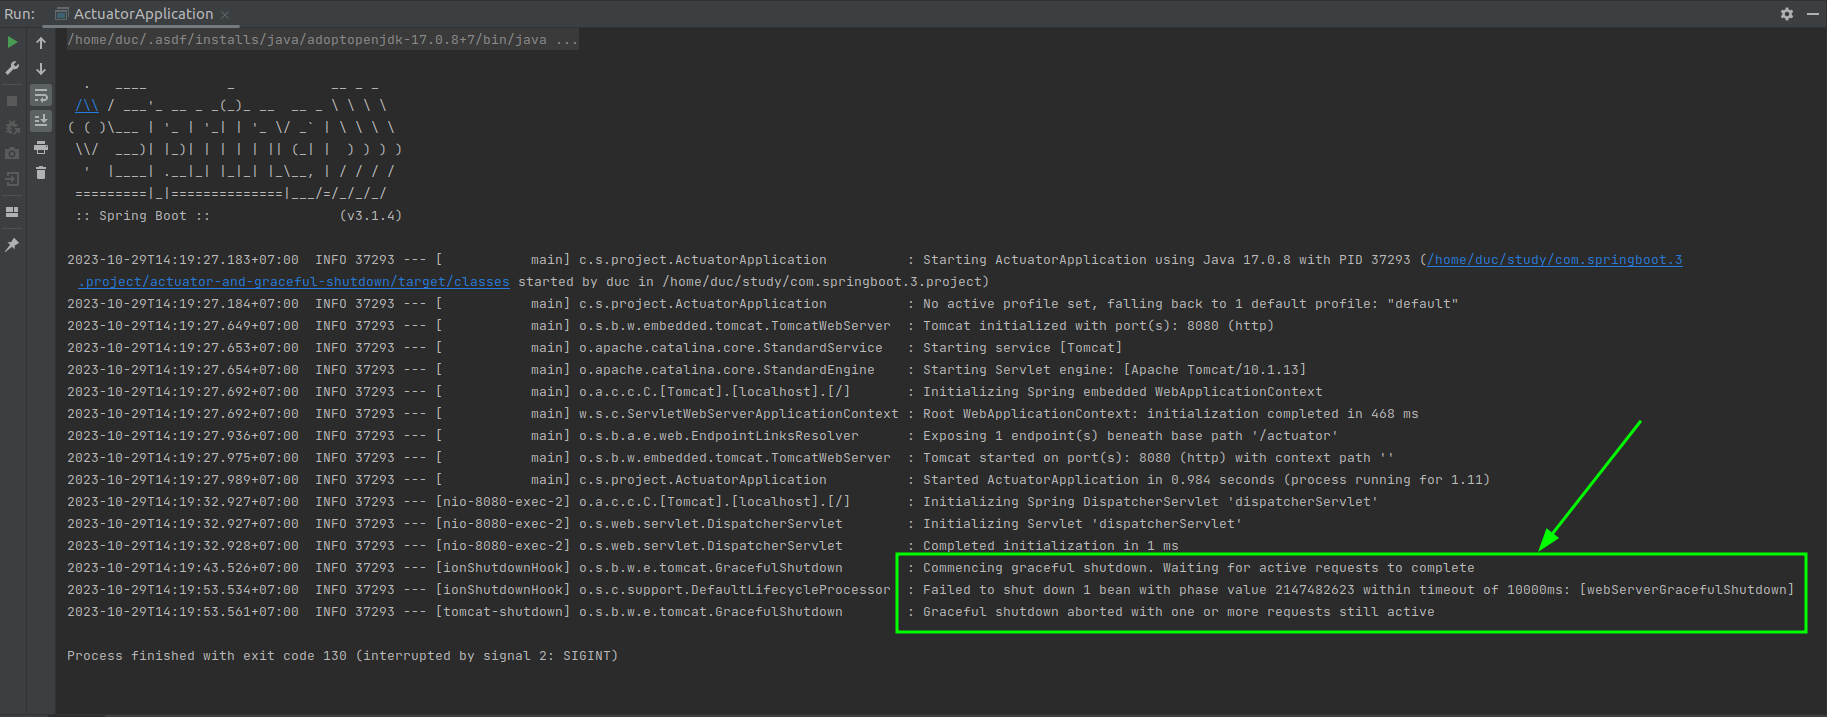 Run: ActuatorApplication ×
/home/duc/.asdf/installs/java/adoptopenjdk-17.0.8+7/bin/java ...
  .   ____          _            __ _ _
 /\\ / ___'_ __ _ _(_)_ __  __ _ \ \ \ \
( ( )\___ | '_ | '_| | '_ \/ _` | \ \ \ \
 \\/  ___)| |_)| | | | | || (_| |  ) ) ) )
  '  |____| .__|_| |_|_| |_\__, | / / / /
 =========|_|==============|___/=/_/_/_/
 :: Spring Boot ::                (v3.1.4)
2023-10-29T14:19:27.183+07:00  INFO 37293 --- [           main] c.s.project.ActuatorApplication          : Starting ActuatorApplication using Java 17.0.8 with PID 37293 (/home/duc/study/com.springboot.3
.project/actuator-and-graceful-shutdown/target/classes started by duc in /home/duc/study/com.springboot.3.project)
2023-10-29T14:19:27.184+07:00  INFO 37293 --- [           main] c.s.project.ActuatorApplication          : No active profile set, falling back to 1 default profile: "default"
2023-10-29T14:19:27.649+07:00  INFO 37293 --- [           main] o.s.b.w.embedded.tomcat.TomcatWebServer  : Tomcat initialized with port(s): 8080 (http)
2023-10-29T14:19:27.653+07:00  INFO 37293 --- [           main] o.apache.catalina.core.StandardService   : Starting service [Tomcat]
2023-10-29T14:19:27.654+07:00  INFO 37293 --- [           main] o.apache.catalina.core.StandardEngine    : Starting Servlet engine: [Apache Tomcat/10.1.13]
2023-10-29T14:19:27.692+07:00  INFO 37293 --- [           main] o.a.c.c.C.[Tomcat].[localhost].[/]       : Initializing Spring embedded WebApplicationContext
2023-10-29T14:19:27.692+07:00  INFO 37293 --- [           main] w.s.c.ServletWebServerApplicationContext : Root WebApplicationContext: initialization completed in 468 ms
2023-10-29T14:19:27.936+07:00  INFO 37293 --- [           main] o.s.b.a.e.web.EndpointLinksResolver      : Exposing 1 endpoint(s) beneath base path '/actuator'
2023-10-29T14:19:27.975+07:00  INFO 37293 --- [           main] o.s.b.w.embedded.tomcat.TomcatWebServer  : Tomcat started on port(s): 8080 (http) with context path ''
2023-10-29T14:19:27.989+07:00  INFO 37293 --- [           main] c.s.project.ActuatorApplication          : Started ActuatorApplication in 0.984 seconds (process running for 1.11)
2023-10-29T14:19:32.927+07:00  INFO 37293 --- [nio-8080-exec-2] o.a.c.c.C.[Tomcat].[localhost].[/]       : Initializing Spring DispatcherServlet 'dispatcherServlet'
2023-10-29T14:19:32.927+07:00  INFO 37293 --- [nio-8080-exec-2] o.s.web.servlet.DispatcherServlet        : Initializing Servlet 'dispatcherServlet'
2023-10-29T14:19:32.928+07:00  INFO 37293 --- [nio-8080-exec-2] o.s.web.servlet.DispatcherServlet        : Completed initialization in 1 ms
2023-10-29T14:19:43.526+07:00  INFO 37293 --- [ionShutdownHook] o.s.b.w.e.tomcat.GracefulShutdown        : Commencing graceful shutdown. Waiting for active requests to complete
2023-10-29T14:19:53.534+07:00  INFO 37293 --- [ionShutdownHook] o.s.c.support.DefaultLifecycleProcessor  : Failed to shut down 1 bean with phase value 2147482623 within timeout of 10000ms: [webServerGracefulShutdown]
2023-10-29T14:19:53.561+07:00  INFO 37293 --- [tomcat-shutdown] o.s.b.w.e.tomcat.GracefulShutdown        : Graceful shutdown aborted with one or more requests still active
Process finished with exit code 130 (interrupted by signal 2: SIGINT)